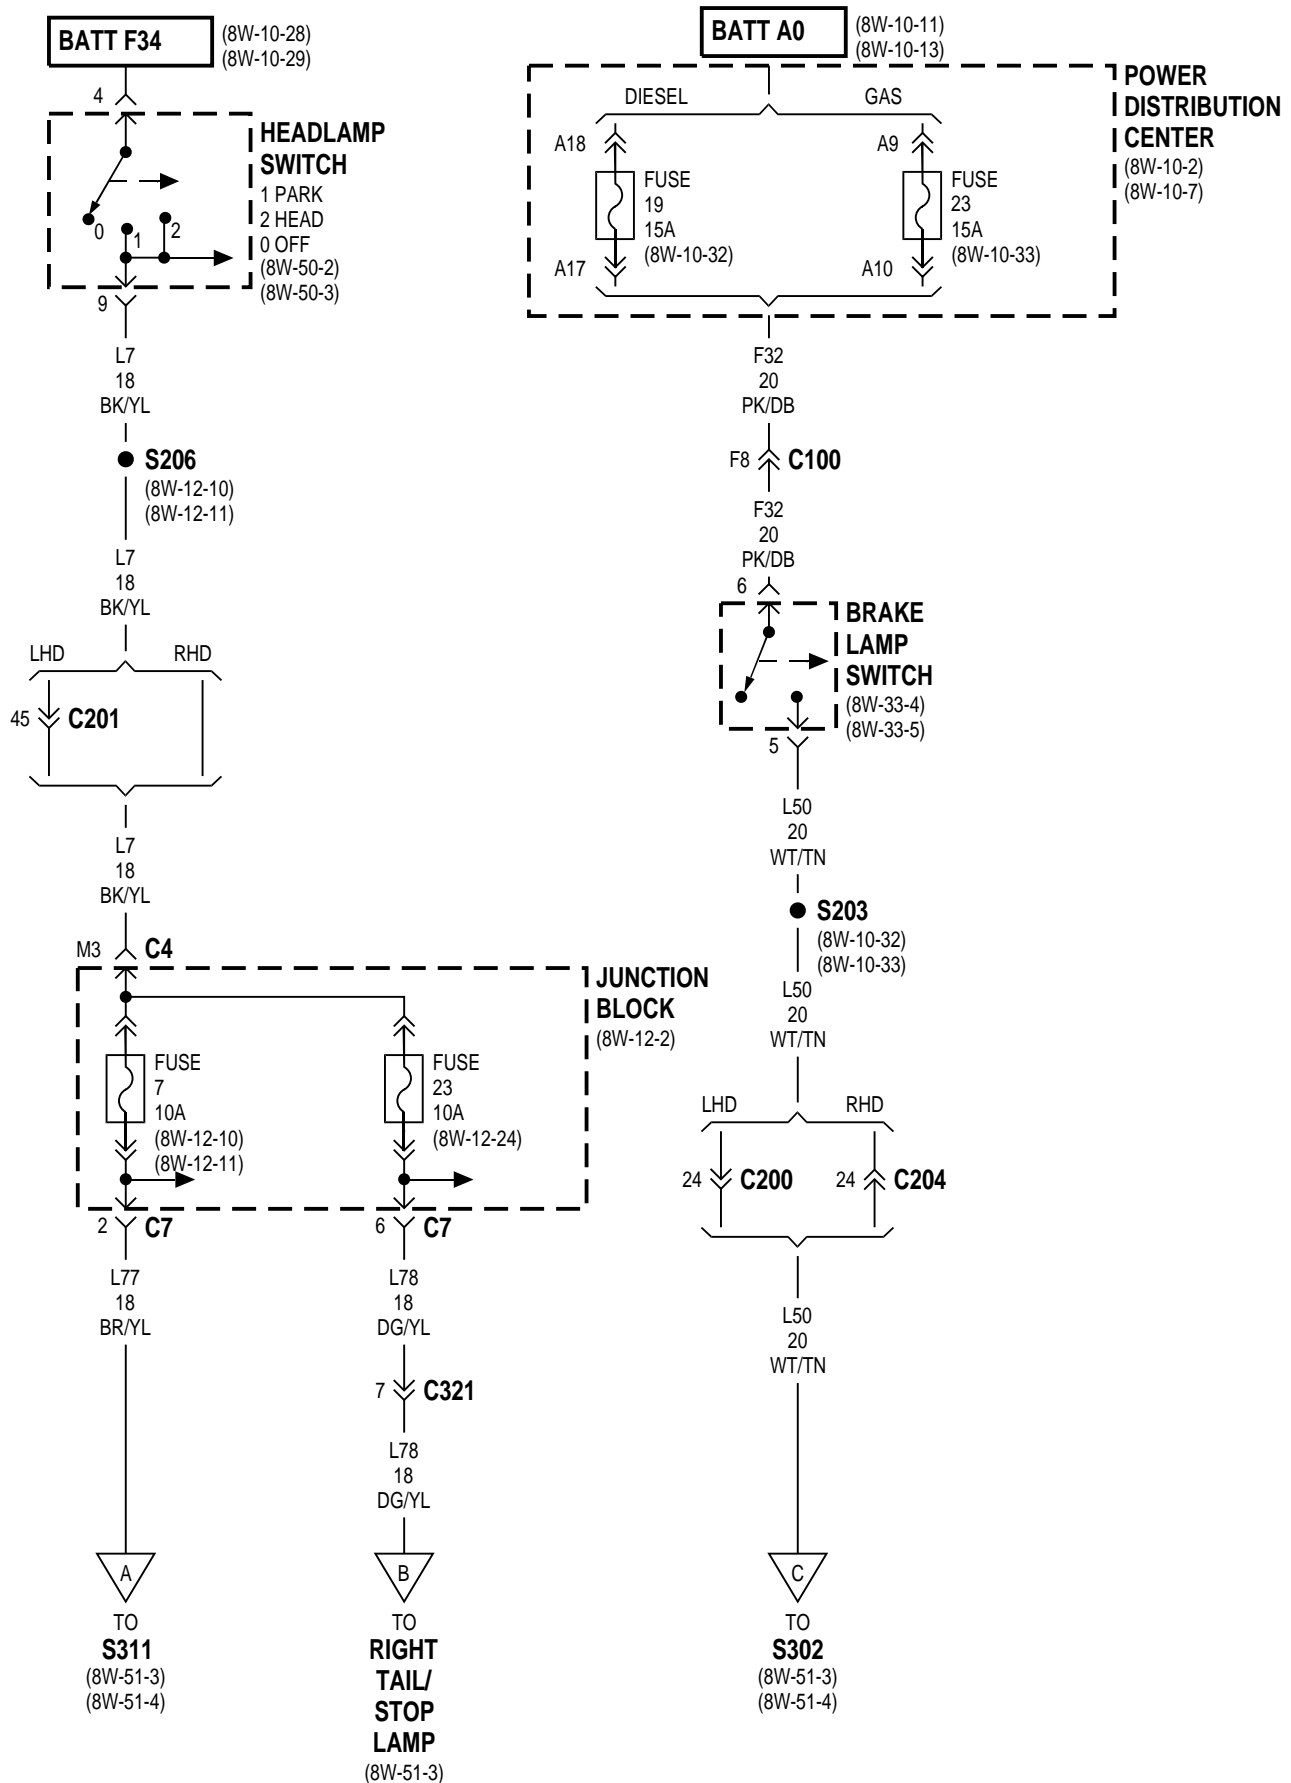 BATT F34
(8W-10-28)
(8W-10-29)
4
HEADLAMP
SWITCH
1 PARK
2 HEAD
0 OFF
(8W-50-2)
(8W-50-3)
0
1
2
9
L7
18
BK/YL
S206
(8W-12-10)
(8W-12-11)
L7
18
BK/YL
LHD
RHD
45
C201
L7
18
BK/YL
M3
C4
JUNCTION
BLOCK
(8W-12-2)
FUSE
7
10A
(8W-12-10)
(8W-12-11)
FUSE
23
10A
(8W-12-24)
2
C7
6
C7
L77
18
BR/YL
L78
18
DG/YL
7
C321
L78
18
DG/YL
A
TO
S311
(8W-51-3)
(8W-51-4)
B
TO
RIGHT
TAIL/
STOP
LAMP
(8W-51-3)
BATT A0
(8W-10-11)
(8W-10-13)
POWER
DISTRIBUTION
CENTER
(8W-10-2)
(8W-10-7)
DIESEL
GAS
A18
FUSE
19
15A
(8W-10-32)
A17
A9
FUSE
23
15A
(8W-10-33)
A10
F32
20
PK/DB
F8
C100
F32
20
PK/DB
6
BRAKE
LAMP
SWITCH
(8W-33-4)
(8W-33-5)
5
L50
20
WT/TN
S203
(8W-10-32)
(8W-10-33)
L50
20
WT/TN
LHD
RHD
24
C200
24
C204
L50
20
WT/TN
C
TO
S302
(8W-51-3)
(8W-51-4)